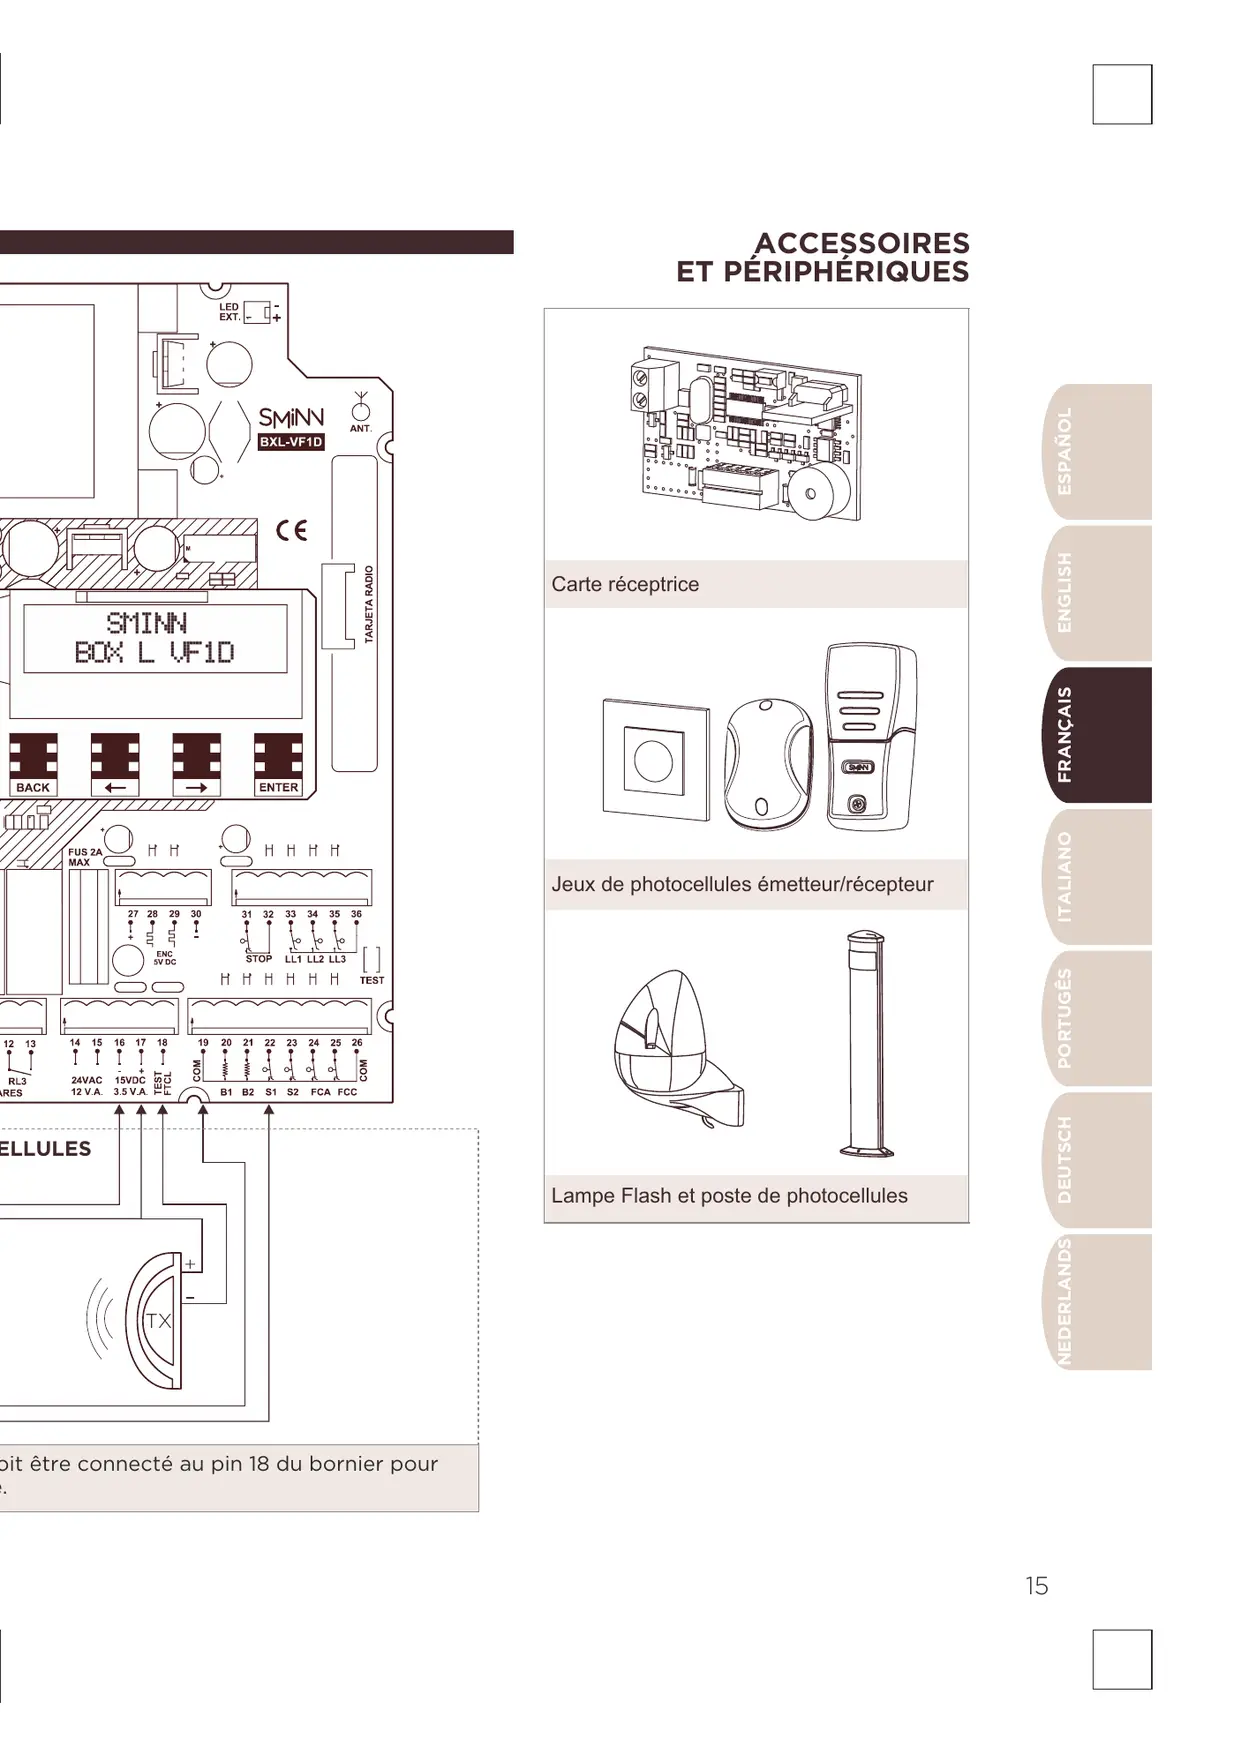 ACCESSOIRES
ET PÉRIPHÉRIQUES
LED
EXT.
-
+
SMiNN
BXL-VF1D
ANT.
CE
TARJETA RADIO
SMINN
BOX L VF1D
BACK
←
→
ENTER
FUS 2A
MAX
27 28 29 30
+ -
ENC
5V DC
31 32 33 34 35 36
STOP LL1 LL2 LL3
TEST
12 13
RL3
ARES
14 15 16 17 18
- +
24VAC 15VDC
12 V.A. 3.5 V.A.
TEST
FTCL
19 20 21 22 23 24 25 26
COM
B1 B2 S1 S2 FCA FCC
COM
ELLULES
+
-
TX
oit être connecté au pin 18 du bornier pour
e.
Carte réceptrice
SMiNN
Jeux de photocellules émetteur/récepteur
Lampe Flash et poste de photocellules
ESPAÑOL
ENGLISH
FRANÇAIS
ITALIANO
PORTUGÊS
DEUTSCH
NEDERLANDS
15